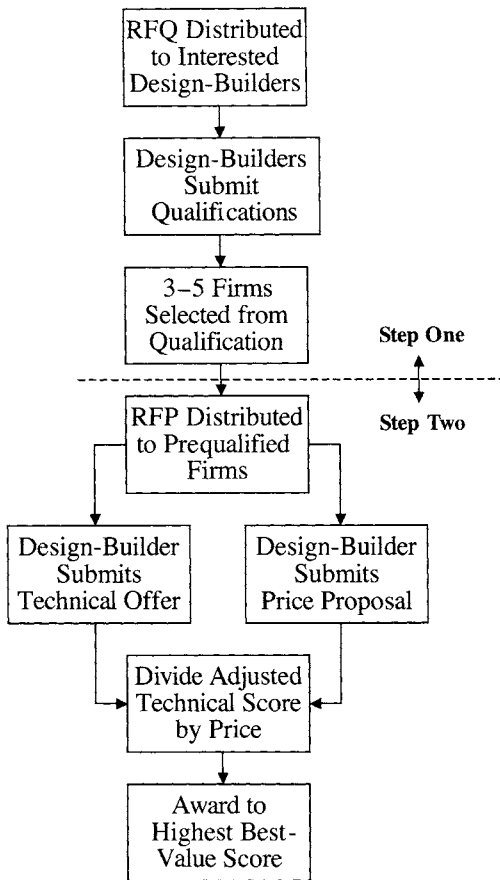 RFQ Distributed
to Interested
Design-Builders
Design-Builders
Submit
Qualifications
3–5 Firms
Selected from
Qualification
Step One
Step Two
RFP Distributed
to Prequalified
Firms
Design-Builder
Submits
Technical Offer
Design-Builder
Submits
Price Proposal
Divide Adjusted
Technical Score
by Price
Award to
Highest Best-
Value Score